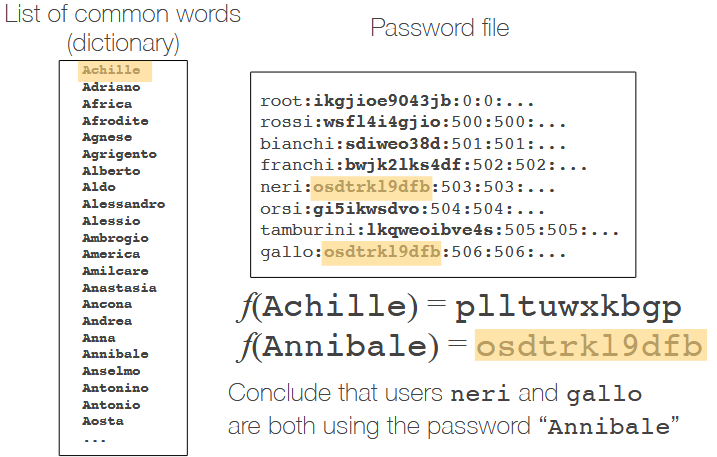 List of common words
(dictionary)
Achille
Adriano
Africa
Afrodite
Agnese
Agrigento
Alberto
Aldo
Alessandro
Alessio
Ambrogio
America
Amilcare
Anastasia
Ancona
Andrea
Anna
Annibale
Anselmo
Antonino
Antonio
Aosta
...
Password file
root:ikgjioe9043jb:0:0:...
rossi:wsfl4i4gjio:500:500:...
bianchi:sdiweo38d:501:501:...
franchi:bwjk2lks4df:502:502:...
neri:osdtrkl9dfb:503:503:...
orsi:gi5ikwsdvo:504:504:...
tamburini:lkqweoibve4s:505:505:...
gallo:osdtrkl9dfb:506:506:...
f(Achille) = plltuwxkbgp
f(Annibale) = osdtrkl9dfb
Conclude that users neri and gallo
are both using the password “Annibale”